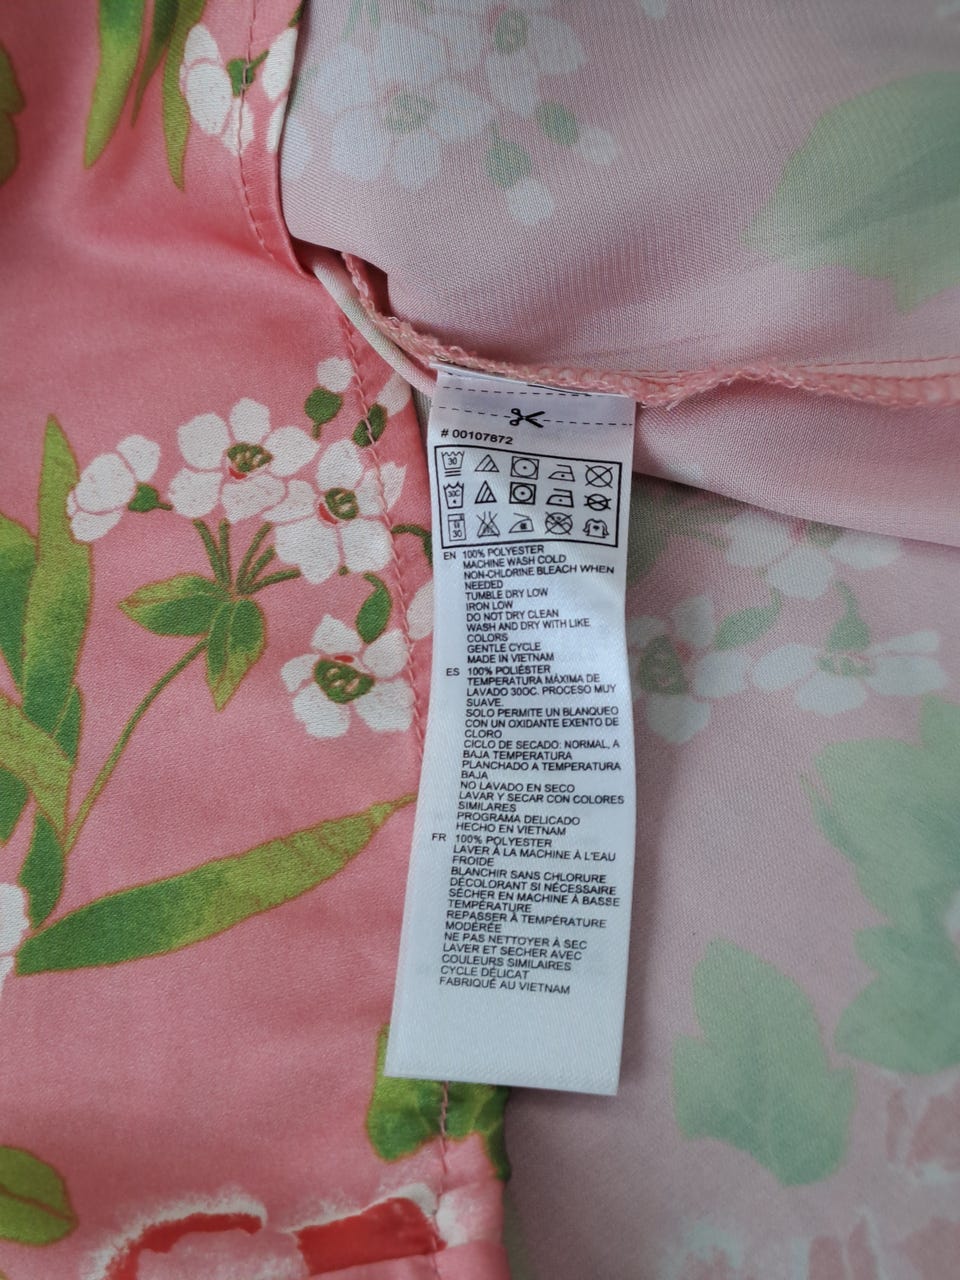 # 00107872
30
30C
30
EN 100% POLYESTER
MACHINE WASH COLD
NON-CHLORINE BLEACH WHEN
NEEDED
TUMBLE DRY LOW
IRON LOW
DO NOT DRY CLEAN
WASH AND DRY WITH LIKE
COLORS
GENTLE CYCLE
MADE IN VIETNAM
ES 100% POLIÉSTER
TEMPERATURA MÁXIMA DE
LAVADO 30OC. PROCESO MUY
SUAVE.
SOLO PERMITE UN BLANQUEO
CON UN OXIDANTE EXENTO DE
CLORO
CICLO DE SECADO: NORMAL, A
BAJA TEMPERATURA
PLANCHADO A TEMPERATURA
BAJA
NO LAVADO EN SECO
LAVAR Y SECAR CON COLORES
SIMILARES
PROGRAMA DELICADO
HECHO EN VIETNAM
FR 100% POLYESTER
LAVER À LA MACHINE À L'EAU
FROIDE
BLANCHIR SANS CHLORURE
DÉCOLORANT SI NÉCESSAIRE
SÉCHER EN MACHINE À BASSE
TEMPÉRATURE
REPASSER À TEMPÉRATURE
MODÉRÉE
NE PAS NETTOYER À SEC
LAVER ET SECHER AVEC
COULEURS SIMILAIRES
CYCLE DÉLICAT
FABRIQUÉ AU VIETNAM